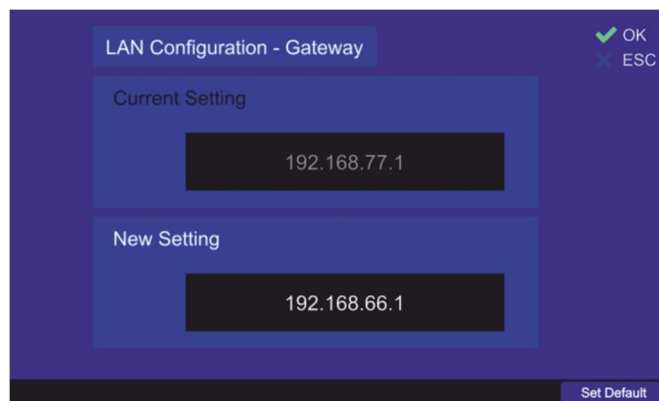 LAN Configuration - Gateway
OK
ESC
Current Setting
192.168.77.1
New Setting
192.168.66.1
Set Default